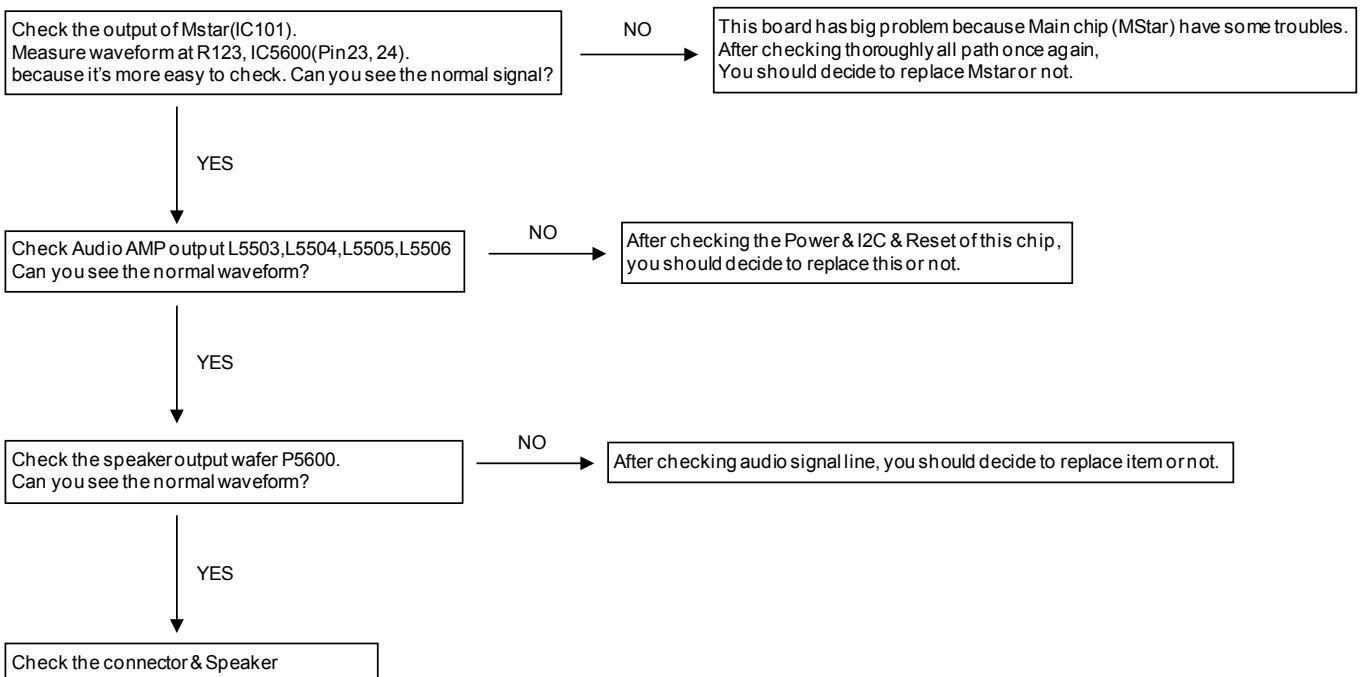 Check the output of Mstar(IC101).
Measure waveform at R123, IC5600(Pin23, 24).
because it's more easy to check. Can you see the normal signal?
NO
This board has big problem because Main chip (MStar) have some troubles.
After checking thoroughly all path once again,
You should decide to replace Mstar or not.
YES
Check Audio AMP output L5503,L5504,L5505,L5506
Can you see the normal waveform?
NO
After checking the Power & I2C & Reset of this chip,
you should decide to replace this or not.
YES
Check the speaker output wafer P5600.
Can you see the normal waveform?
NO
After checking audio signal line, you should decide to replace item or not.
YES
Check the connector & Speaker